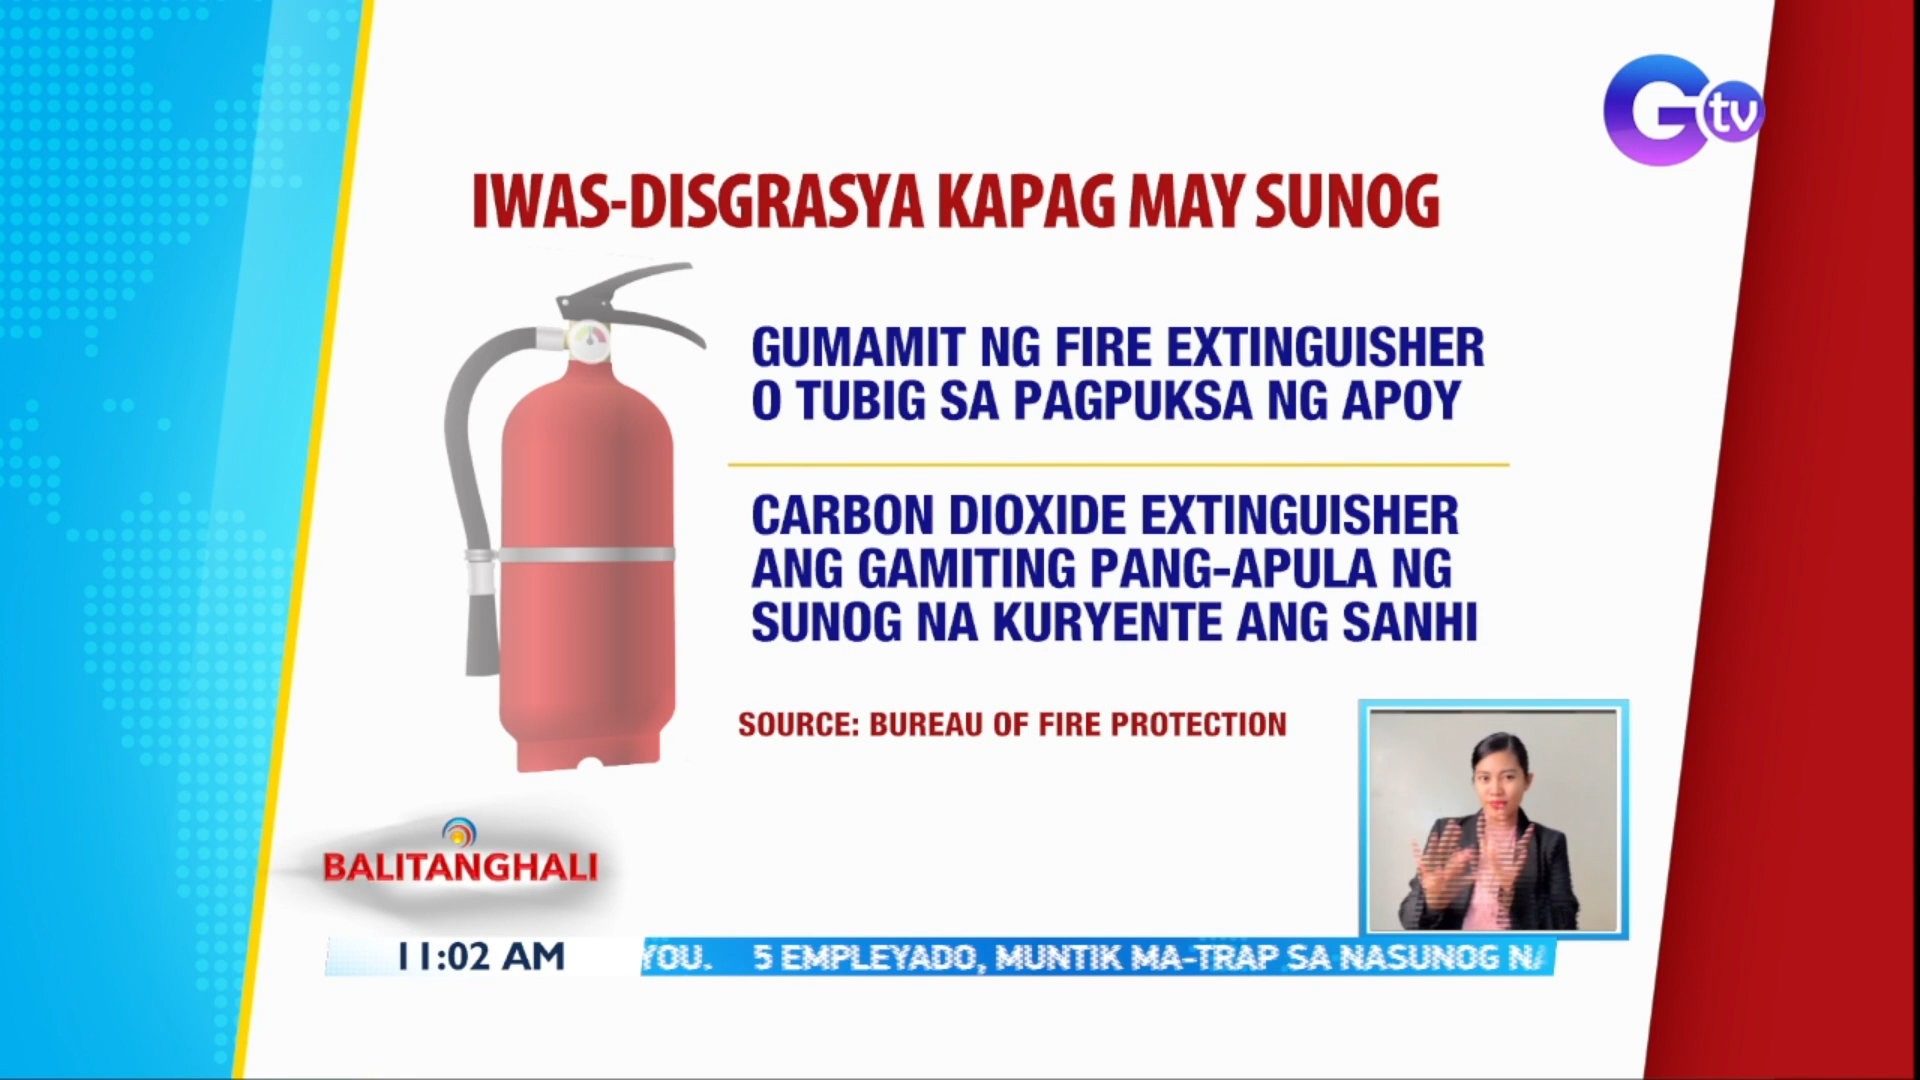 Gtv
IWAS-DISGRASYA KAPAG MAY SUNOG
GUMAMIT NG FIRE EXTINGUISHER
O TUBIG SA PAGPUKSA NG APOY
CARBON DIOXIDE EXTINGUISHER
ANG GAMITING PANG-APULA NG
SUNOG NA KURYENTE ANG SANHI
SOURCE: BUREAU OF FIRE PROTECTION
BALITANGHALI
11:02 AM
YOU. 5 EMPLEYADO, MUNTIK MA-TRAP SA NASUNOG